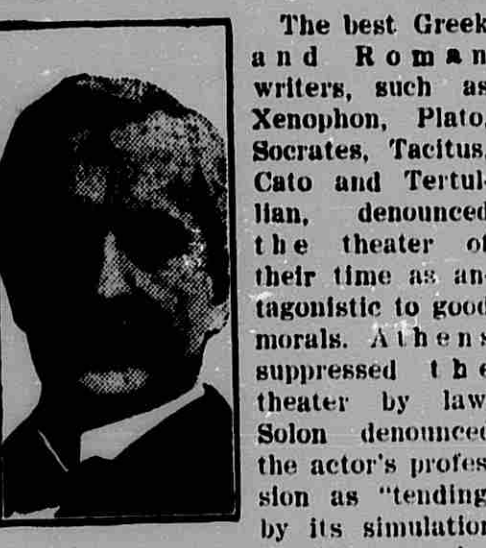 The best Greek
and Roman
writers, such as
Xenophon, Plato,
Socrates, Tacitus,
Cato and Tertul-
lian, denounced
the theater of
their time as an-
tagonistic to good
morals. Athens
suppressed the
theater by law
Solon denounced
the actor's profes
sion as "tending
by its simulation